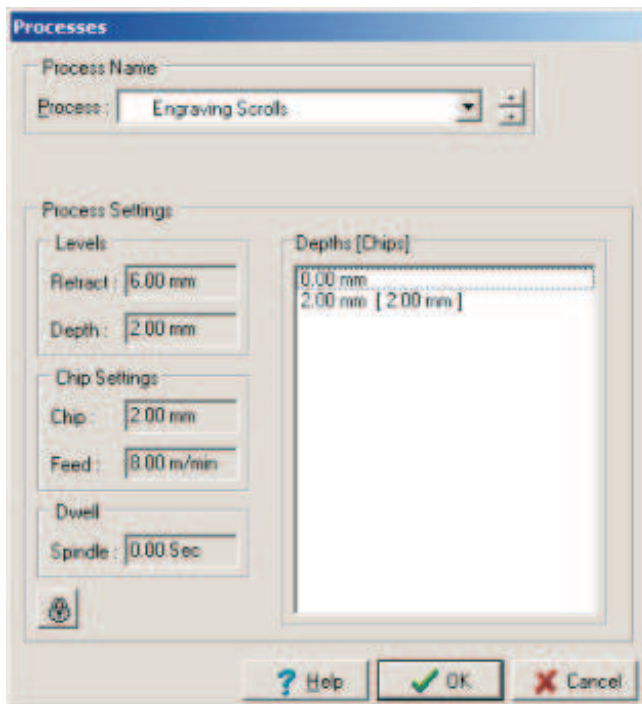 Processes
Process Name
Process : Engraving Scrolls
Process Settings
Levels
Retract : 6.00 mm
Depth : 2.00 mm
Chip Settings
Chip : 2.00 mm
Feed : 8.00 m/min
Dwell
Spindle : 0.00 Sec
Depths [Chips]
0.00 mm
2.00 mm [ 2.00 mm ]
? Help
OK
Cancel